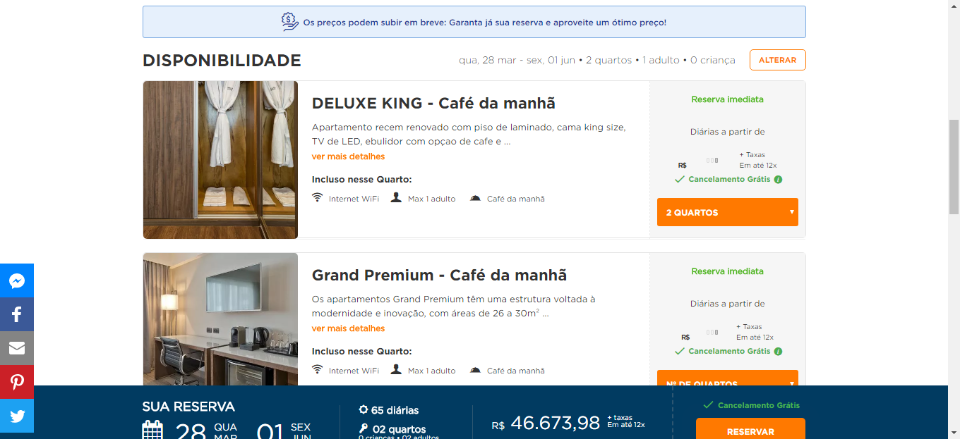 Os preços podem subir em breve: Garanta já sua reserva e aproveite um ótimo preço!
DISPONIBILIDADE
qua, 28 mar - sex, 01 jun • 2 quartos • 1 adulto • 0 criança
ALTERAR
DELUXE KING - Café da manhã
Apartamento recem renovado com piso de laminado, cama king size,
TV de LED, ebulidor com opçao de cafe e ...
ver mais detalhes
Incluso nesse Quarto:
Internet WiFi Max 1 adulto Café da manhã
Reserva imediata
Diárias a partir de
R$
+ Taxas
Em até 12x
Cancelamento Grátis
2 QUARTOS
Grand Premium - Café da manhã
Os apartamentos Grand Premium têm uma estrutura voltada à
modernidade e inovação, com áreas de 26 a 30m² ...
ver mais detalhes
Incluso nesse Quarto:
Internet WiFi Max 1 adulto Café da manhã
Reserva imediata
Diárias a partir de
R$
+ Taxas
Em até 12x
Cancelamento Grátis
Nº DE QUARTOS
SUA RESERVA
28 QUA MAR 01 SEX JUN
65 diárias
02 quartos
0 crianças • 02 adultos
R$ 46.673,98 + taxas
Em até 12x
Cancelamento Grátis
RESERVAR